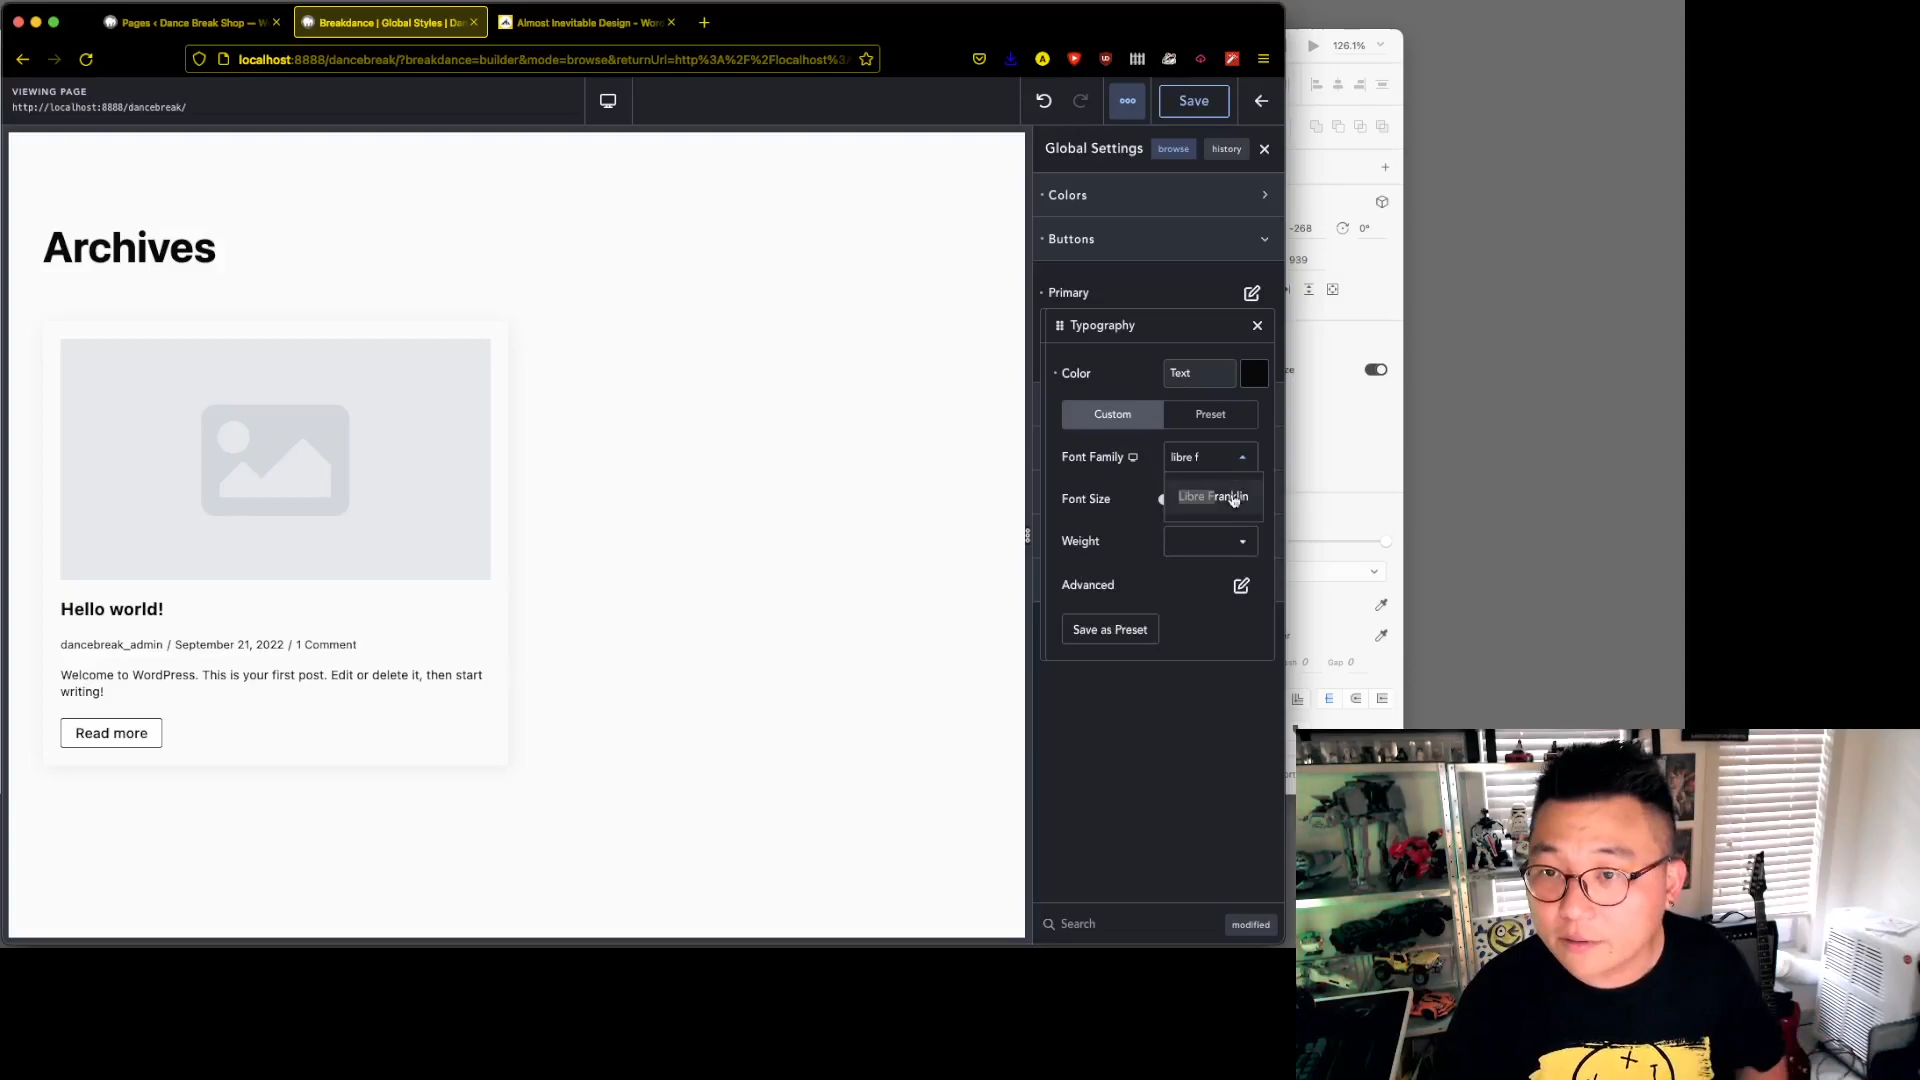 Pages ‹ Dance Break Shop — W
Breakdance | Global Styles | Dan
Almost Inevitable Design - Word
localhost:8888/dancebreak/?breakdance=builder&mode=browse&returnUrl=http%3A%2F%2Flocalhost%3A
VIEWING PAGE
http://localhost:8888/dancebreak/
Save
126.1%
Global Settings
browse
history
Colors
Buttons
Primary
Typography
Color
Text
Custom
Preset
Font Family
libre f
Libre Franklin
Font Size
Weight
Advanced
Save as Preset
Search
modified
-268
0°
939
0
Gap 0
Archives
Hello world!
dancebreak_admin / September 21, 2022 / 1 Comment
Welcome to WordPress. This is your first post. Edit or delete it, then start
writing!
Read more